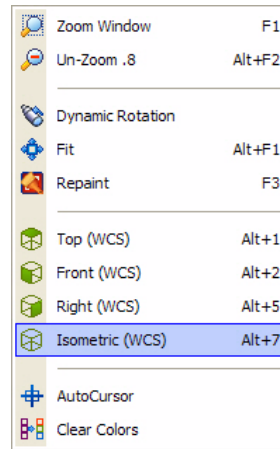 Zoom Window F1
Un-Zoom .8 Alt+F2
Dynamic Rotation
Fit Alt+F1
Repaint F3
Top (WCS) Alt+1
Front (WCS) Alt+2
Right (WCS) Alt+5
Isometric (WCS) Alt+7
AutoCursor
Clear Colors